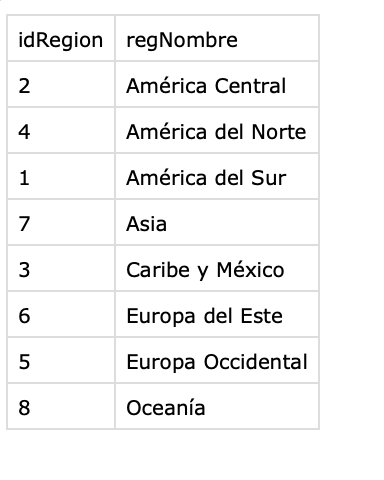 idRegion regNombre
2 América Central
4 América del Norte
1 América del Sur
7 Asia
3 Caribe y México
6 Europa del Este
5 Europa Occidental
8 Oceanía